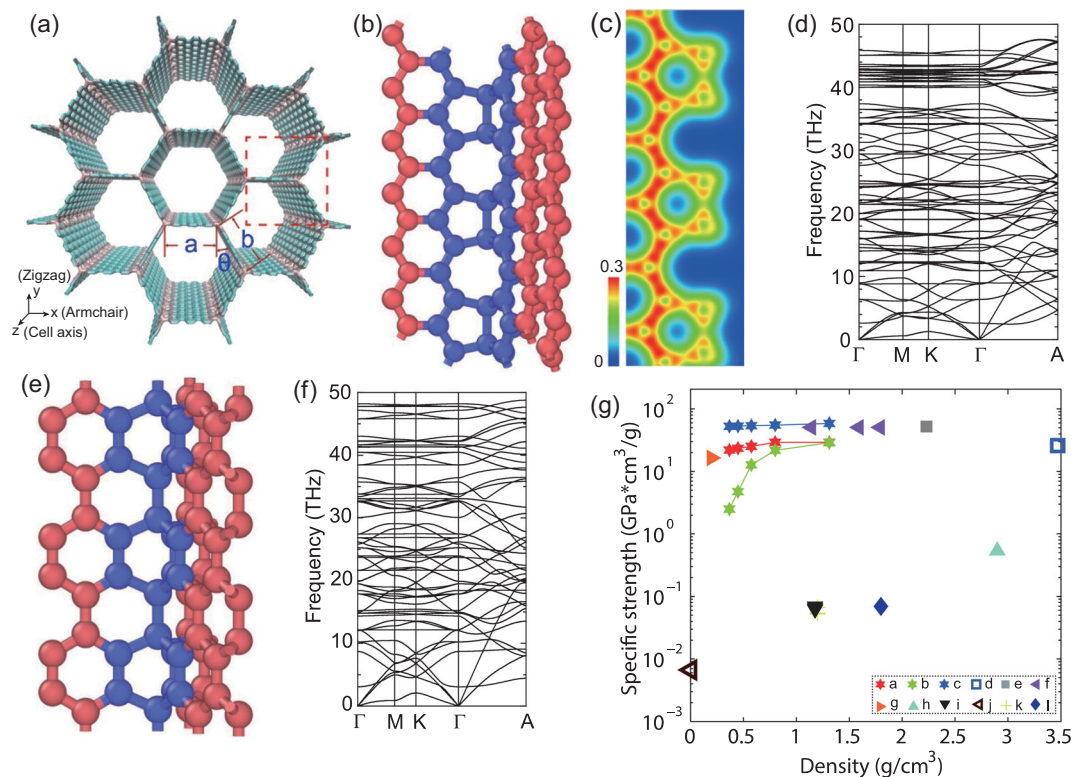 (a)
a
b
θ
(Zigzag)
y
x (Armchair)
z (Cell axis)
(b)
(c)
0.3
0
(d)
Frequency (THz)
50
40
30
20
10
0
Γ M K Γ A
(e)
(f)
Frequency (THz)
50
40
30
20
10
0
Γ M K Γ A
(g)
Specific strength (GPa*cm³/g)
10²
10¹
10⁰
10⁻¹
10⁻²
10⁻³
a b c d e f
g h i j k l
0 0.5 1 1.5 2 2.5 3 3.5
Density (g/cm³)